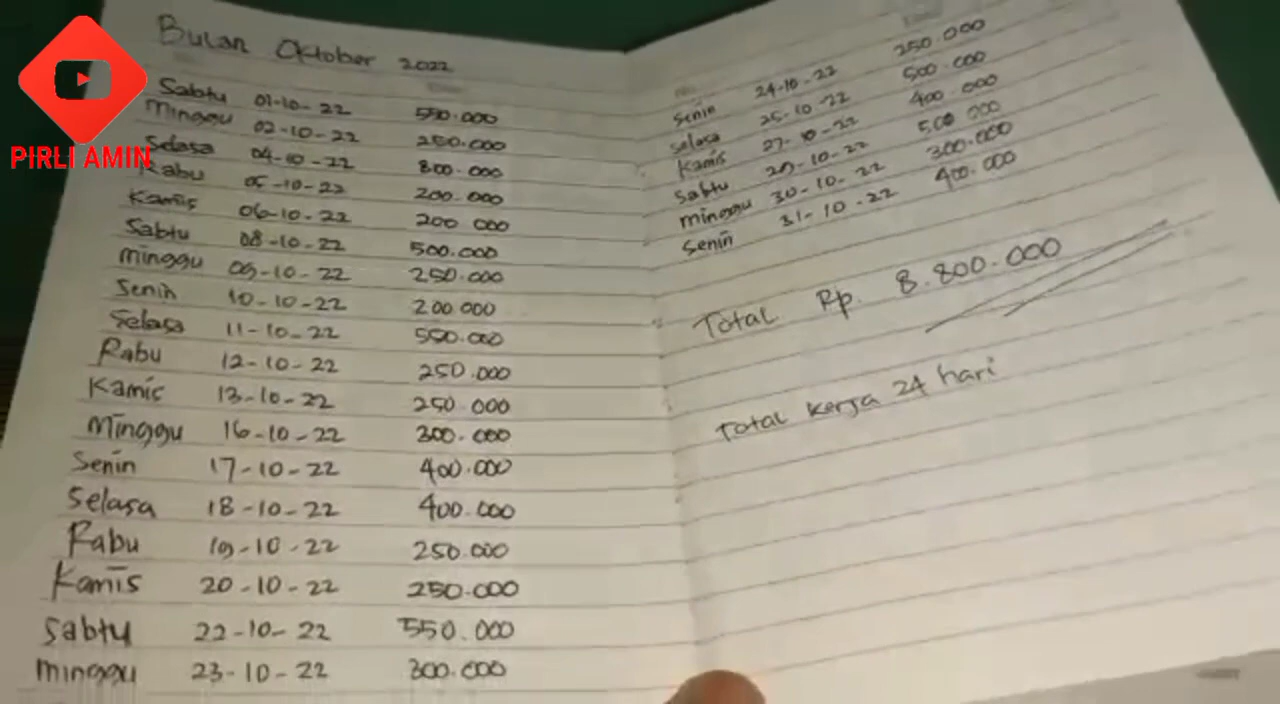 Bulan Oktober 2022
Sabtu 01-10-22 550.000
Minggu 02-10-22 250.000
Selasa 04-10-22 800.000
Rabu 05-10-22 200.000
Kamis 06-10-22 200 000
Sabtu 08-10-22 500.000
minggu 09-10-22 250.000
Senin 10-10-22 200.000
Selasa 11-10-22 550.000
Rabu 12-10-22 250.000
Kamis 13-10-22 250.000
Minggu 16-10-22 300.000
Senin 17-10-22 400.000
Selasa 18-10-22 400.000
Rabu 19-10-22 250.000
Kamis 20-10-22 250.000
Sabtu 22-10-22 550.000
minggu 23-10-22 300.000
Senin 24-10-22 250.000
Selasa 25-10-22 500.000
Kamis 27-10-22 400 000
Sabtu 29-10-22 500 000
minggu 30-10-22 300.000
Senin 31-10-22 400.000
Total Rp. 8.800.000
Total kerja 24 hari
PIRLI AMIN